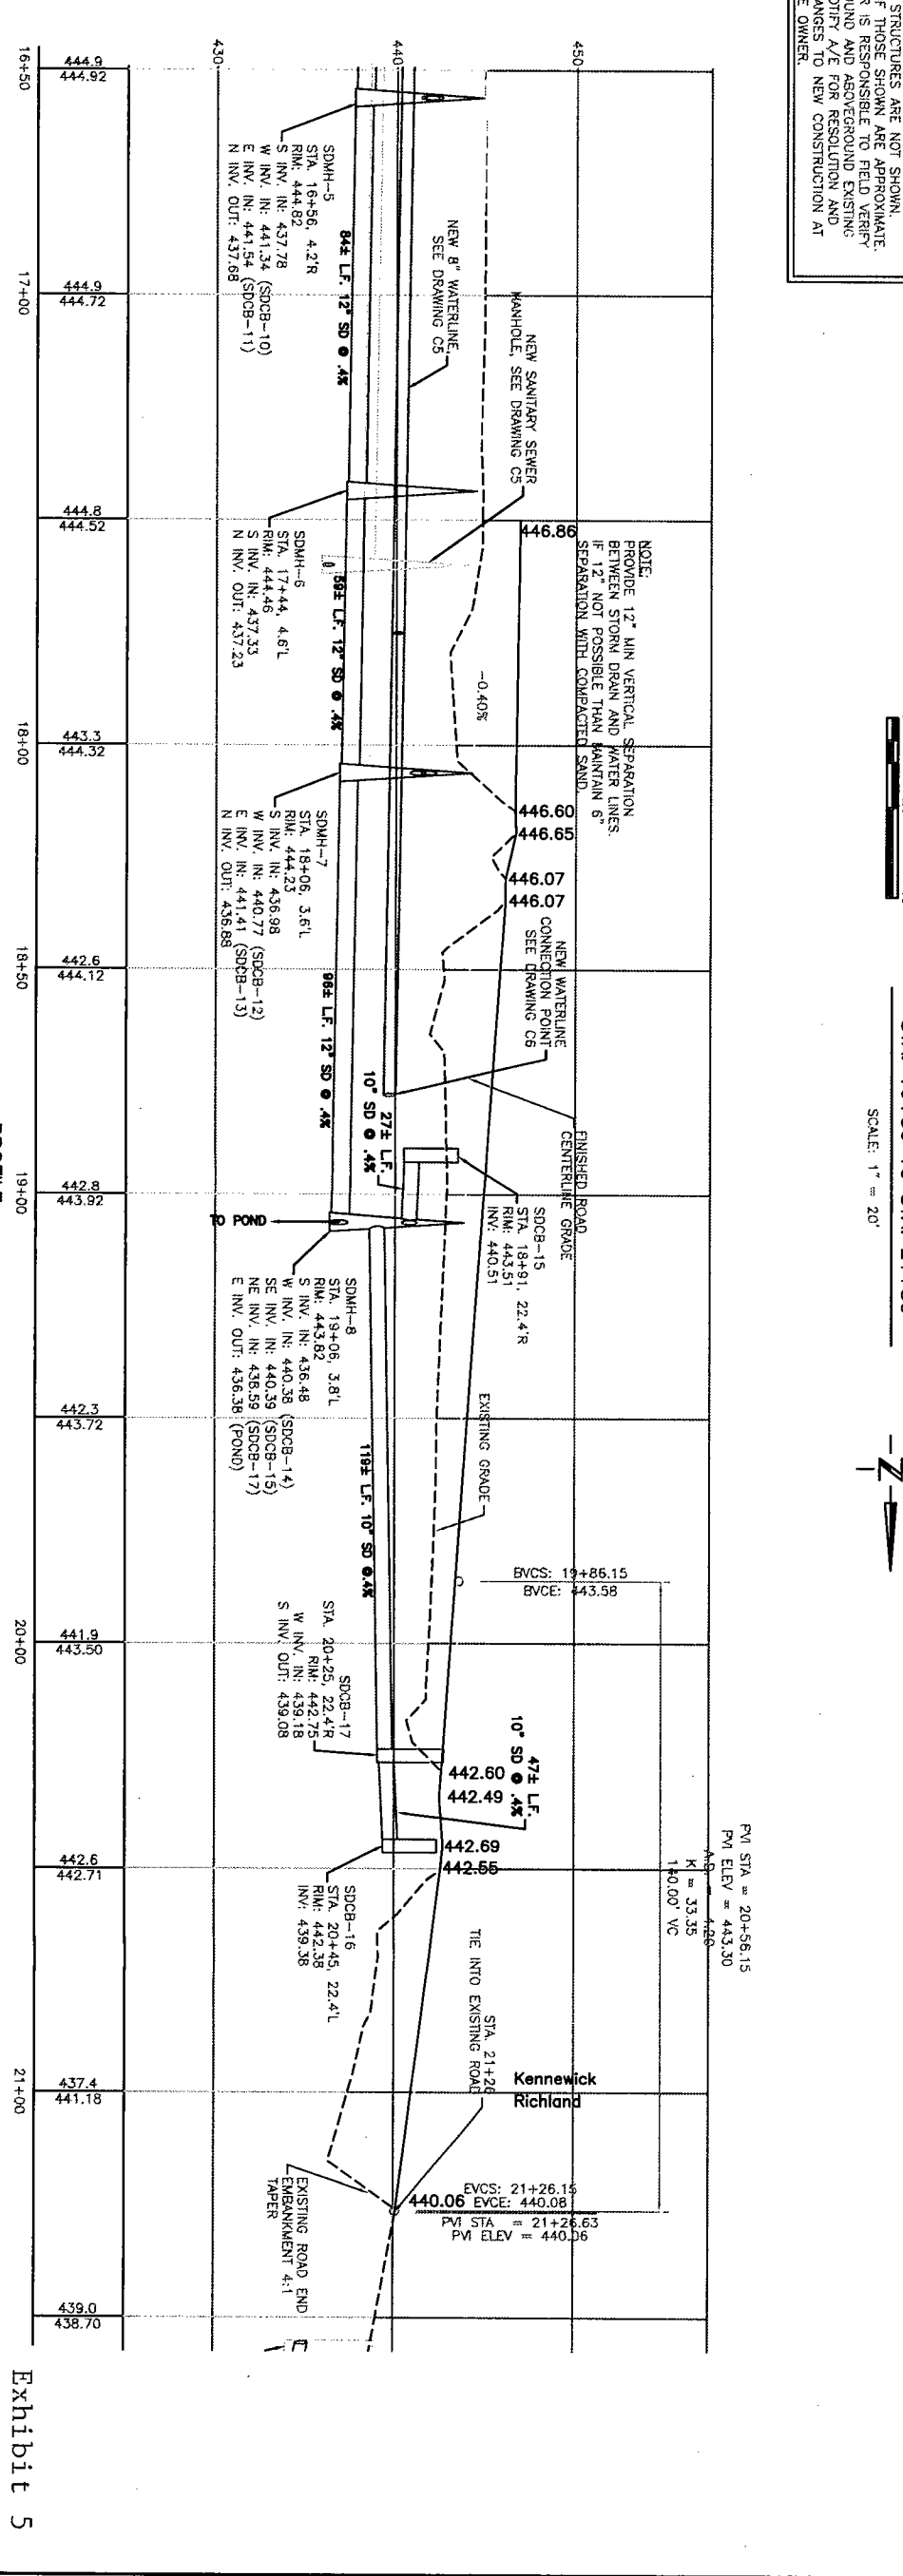 STRUCTURES ARE NOT SHOWN.
F THOSE SHOWN ARE APPROXIMATE.
R IS RESPONSIBLE TO FIELD VERIFY
UND AND ABOVEGROUND EXISTING
OTIFY A/E FOR RESOLUTION AND
ANGES TO NEW CONSTRUCTION AT
E OWNER.
SCALE: 1" = 20'
Z
PVI STA = 20+56.15
PVI ELEV = 443.30
K = 33.35
140.00' VC
450
440
430
NOTE:
PROVIDE 12" MIN VERTICAL SEPARATION
BETWEEN STORM DRAIN AND WATER LINES.
IF 12" NOT POSSIBLE THAN MAINTAIN 6"
SEPARATION WITH COMPACTED SAND.
NEW 8" WATERLINE,
SEE DRAWING C5
NEW SANITARY SEWER
MANHOLE, SEE DRAWING C5
446.86
-0.40%
446.60
446.65
446.07
446.07
NEW WATERLINE
CONNECTION POINT
SEE DRAWING C6
FINISHED ROAD
CENTERLINE GRADE
SDCB-15
STA. 18+91, 22.4'R
RIM: 443.51
INV: 440.51
EXISTING GRADE
BVCS: 19+86.15
BVCE: 443.58
442.60
442.49
442.69
442.55
47± L.F.
10" SD @ .4%
STA. 21+26
TIE INTO EXISTING ROAD
Kennewick
Richland
EVCS: 21+26.15
440.06 EVCE: 440.08
PVI STA = 21+26.63
PVI ELEV = 440.06
84± L.F. 12" SD @ .4%
59± L.F. 12" SD @ .4%
96± L.F. 12" SD @ .4%
27± L.F.
10" SD @ .4%
119± L.F. 10" SD @.4%
SDMH-5
STA. 16+56, 4.2'R
RIM: 444.82
S INV. IN: 437.78
W INV. IN: 441.34 (SDCB-10)
E INV. IN: 441.54 (SDCB-11)
N INV. OUT: 437.68
SDMH-6
STA. 17+44, 4.6'L
RIM: 444.46
S INV. IN: 437.33
N INV. OUT: 437.23
SDMH-7
STA. 18+06, 3.6'L
RIM: 444.23
S INV. IN: 436.98
W INV. IN: 440.77 (SDCB-12)
E INV. IN: 441.41 (SDCB-13)
N INV. OUT: 436.88
TO POND
SDMH-8
STA. 19+06, 3.8'L
RIM: 443.82
S INV. IN: 436.48
W INV. IN: 440.38 (SDCB-14)
SE INV. IN: 440.39 (SDCB-15)
NE INV. IN: 438.59 (SDCB-17)
E INV. OUT: 436.38 (POND)
SDCB-17
STA. 20+25, 22.4'R
RIM: 442.75
W INV. IN: 439.18
S INV. OUT: 439.08
SDCB-16
STA. 20+45, 22.4'L
RIM: 442.38
INV: 439.38
EXISTING ROAD END
EMBANKMENT 4:1
TAPER
444.9
444.92
444.9
444.72
444.8
444.52
443.3
444.32
442.6
444.12
442.8
443.92
442.3
443.72
441.9
443.50
442.6
442.71
437.4
441.18
439.0
438.70
16+50
17+00
18+00
18+50
19+00
20+00
21+00
Exhibit 5